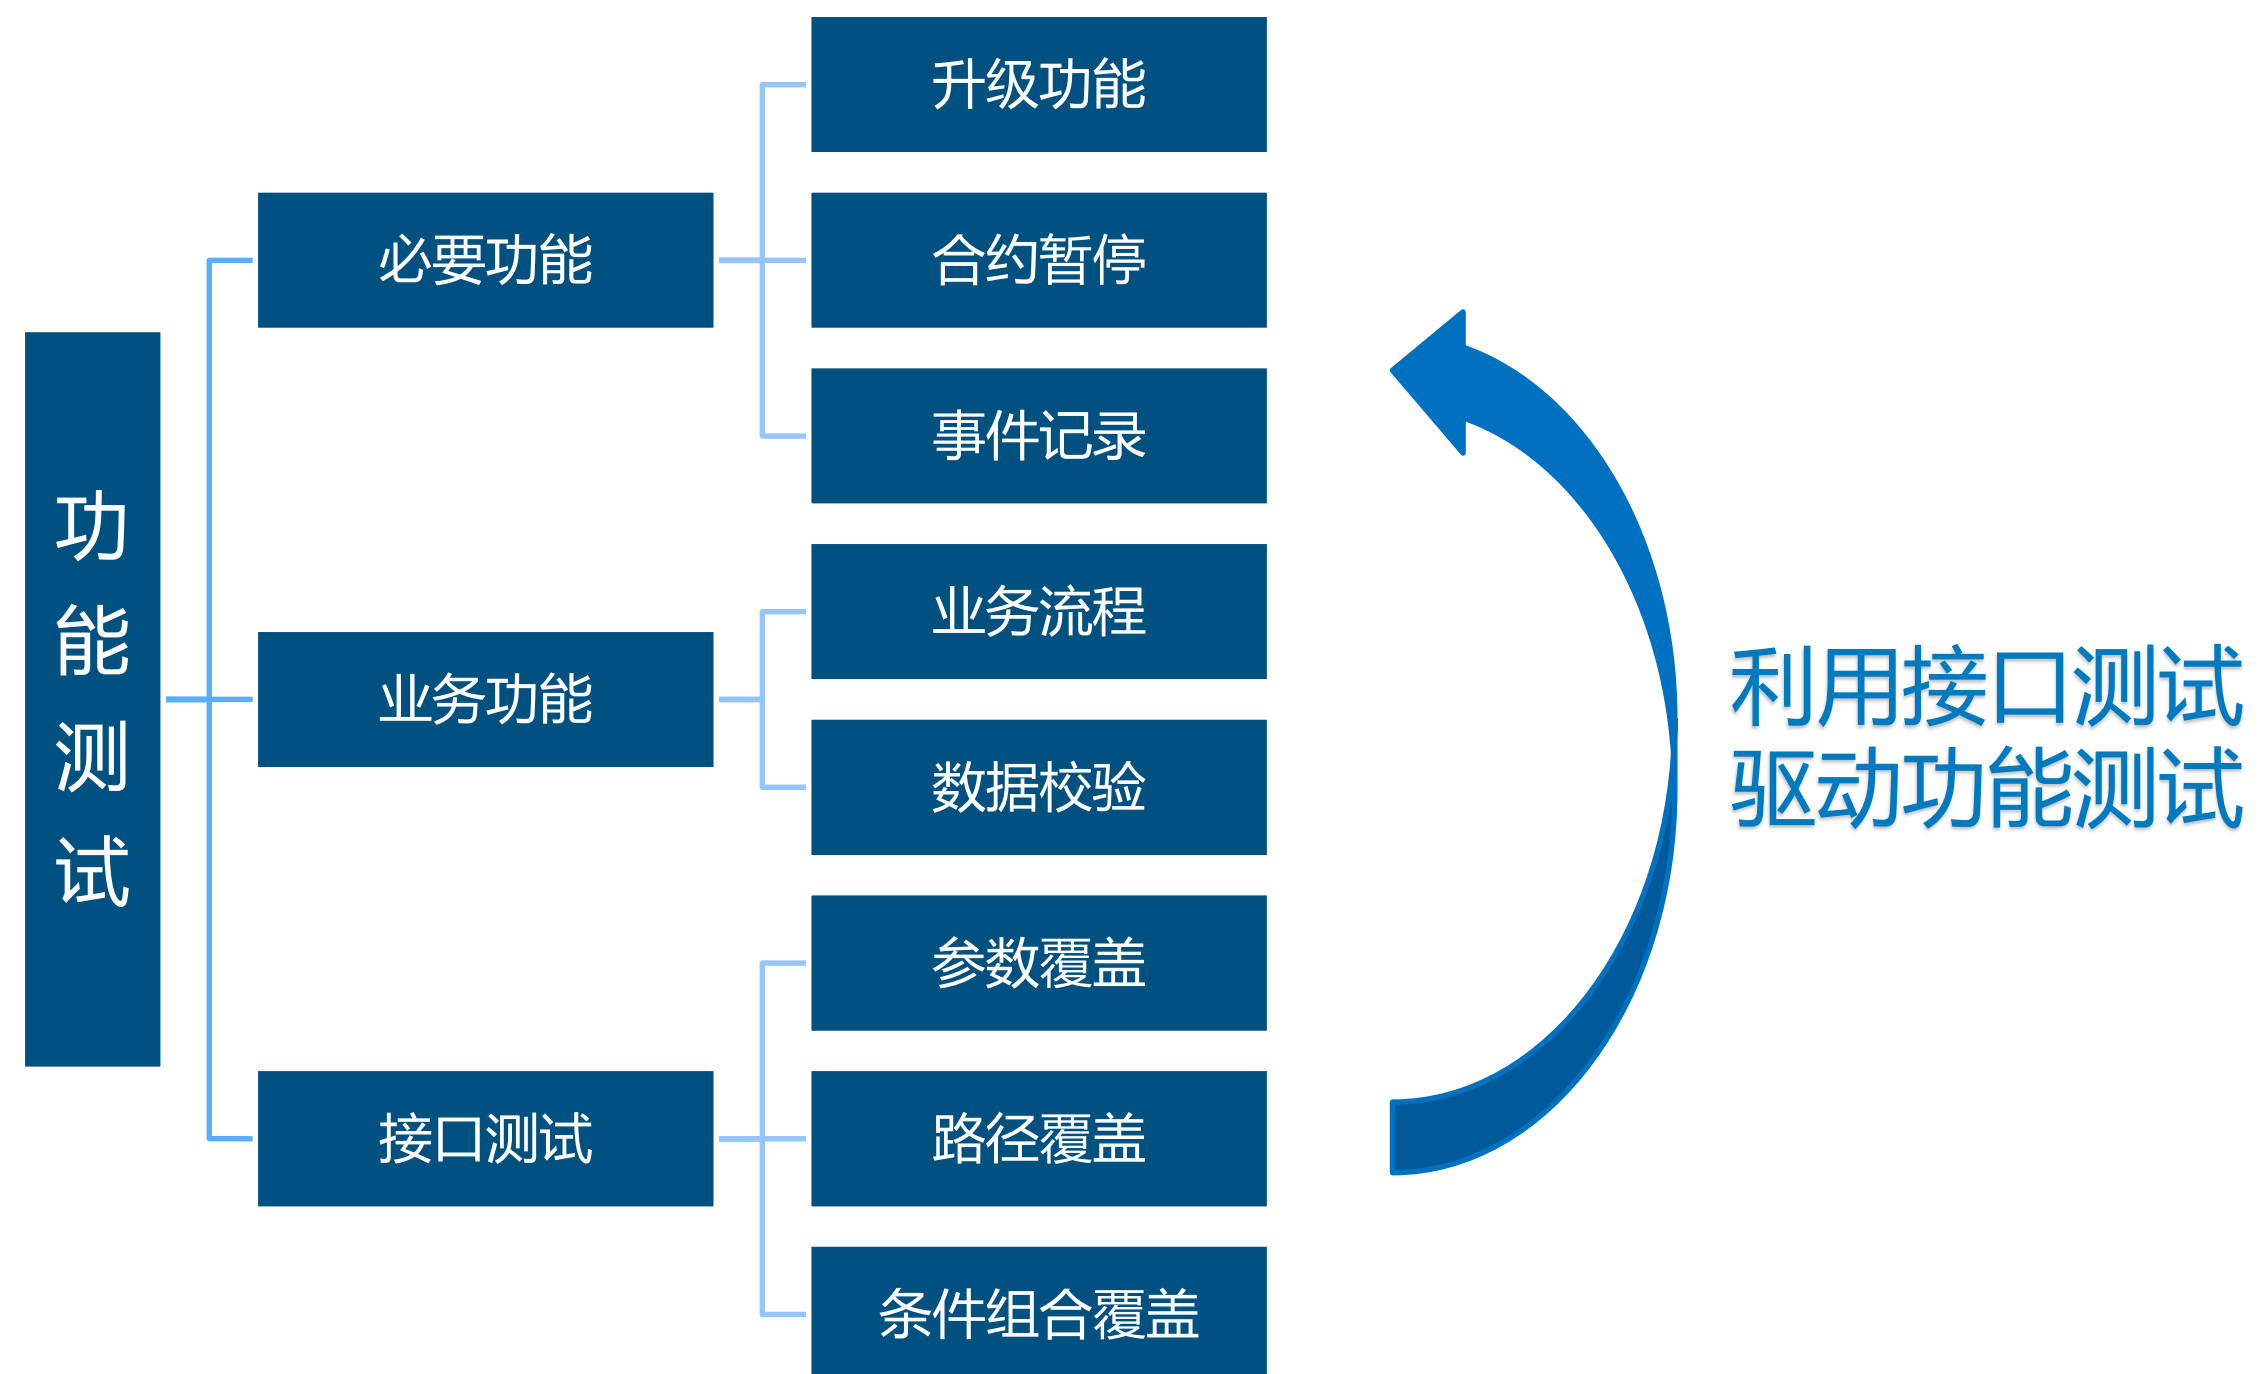 功能测试
必要功能
升级功能
合约暂停
事件记录
业务功能
业务流程
数据校验
接口测试
参数覆盖
路径覆盖
条件组合覆盖
利用接口测试
驱动功能测试